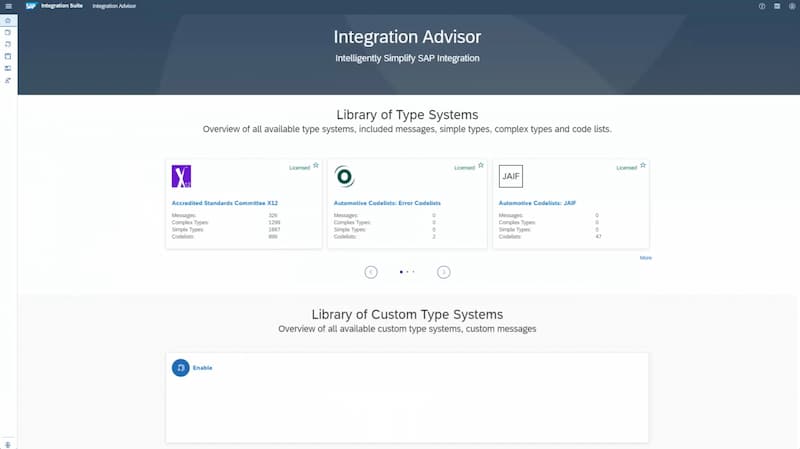 SAP Integration Suite Integration Advisor
Integration Advisor
Intelligently Simplify SAP Integration
Library of Type Systems
Overview of all available type systems, included messages, simple types, complex types and code lists.
Licensed
X12
Accredited Standards Committee X12
Messages: 329
Complex Types: 1299
Simple Types: 1667
Codelists:
Licensed
Automotive Codelists: Error Codelists
Messages: 0
Complex Types: 0
Simple Types: 0
Codelists: 2
Licensed
JAIF
Automotive Codelists: JAIF
Messages: 0
Complex Types: 0
Simple Types: 0
Codelists: 47
More
Library of Custom Type Systems
Overview of all available custom type systems, custom messages
Enable